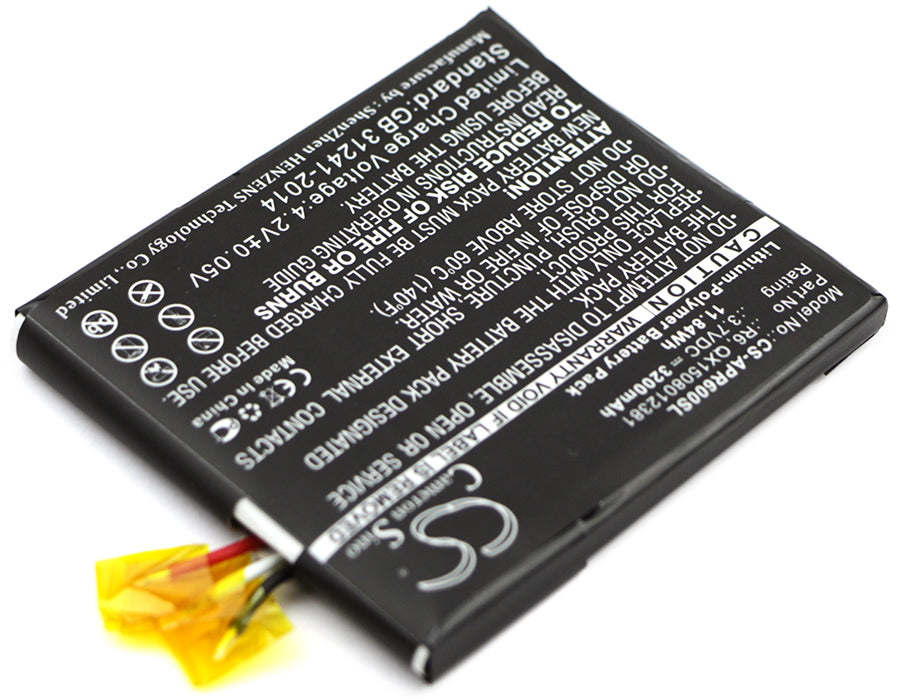 Model No.: CS-APR600SL
Part No.: R6, QX1508012381
Rating : 3.7VDC ⎓ 3200mAh
11.84Wh
Lithium-Polymer Battery Pack
CAUTION WARRANTY VOID IF LABEL IS REMOVED
•DO NOT ATTEMPT TO DISASSEMBLE, OPEN OR SERVICE
THE BATTERY PACK.
•REPLACE ONLY WITH THE BATTERY PACK DESIGNATED
FOR THIS PRODUCT.
•DO NOT CRUSH, PUNCTURE, SHORT EXTERNAL CONTACTS
OR DISPOSE OF IN FIRE OR WATER.
•DO NOT STORE ABOVE 60°C (140°F).
ATTENTION!
TO REDUCE RISK OF FIRE OR BURNS
NEW BATTERY PACK MUST BE FULLY CHARGED BEFORE USE.
READ INSTRUCTIONS IN OPERATING GUIDE
BEFORE USING THE BATTERY.
Limited Charge Voltage:4.2V±0.05V
Standard:GB 31241-2014
Manufacture by : ShenZhen HENZENS Technology Co., Limited
Made in China
CS
Cameron Sino